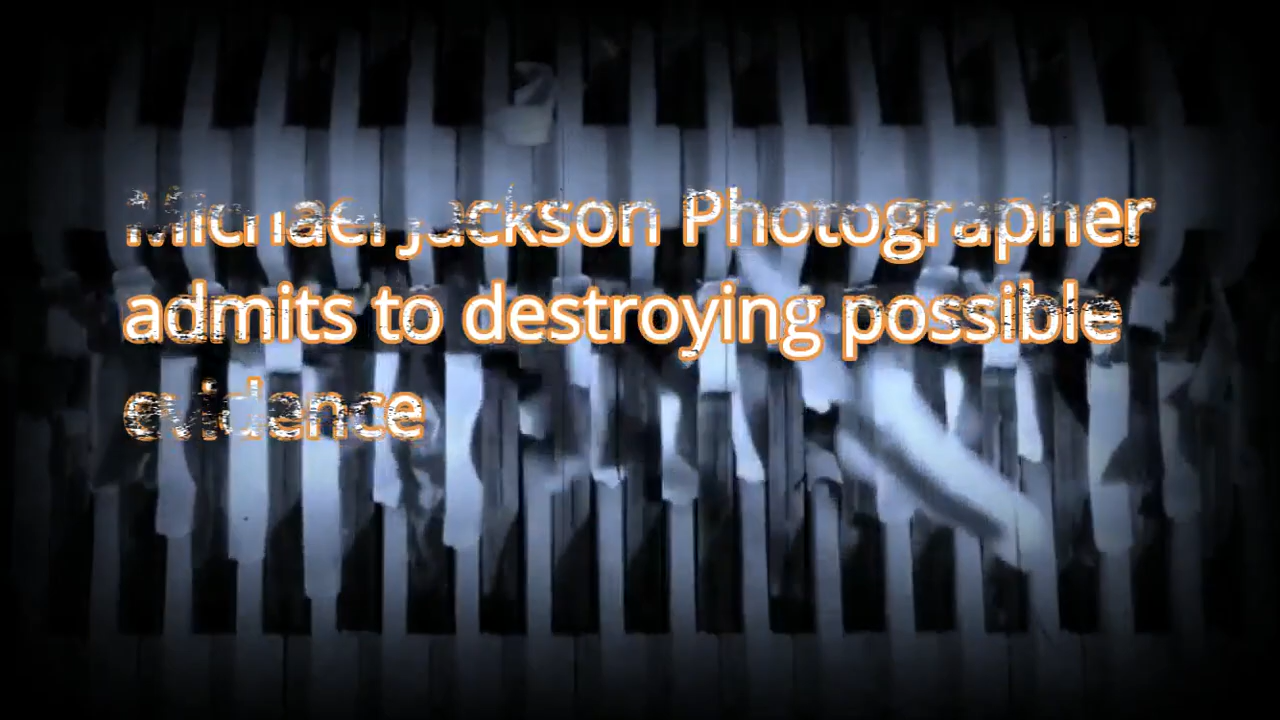 Michael Jackson Photographer
admits to destroying possible
evidence